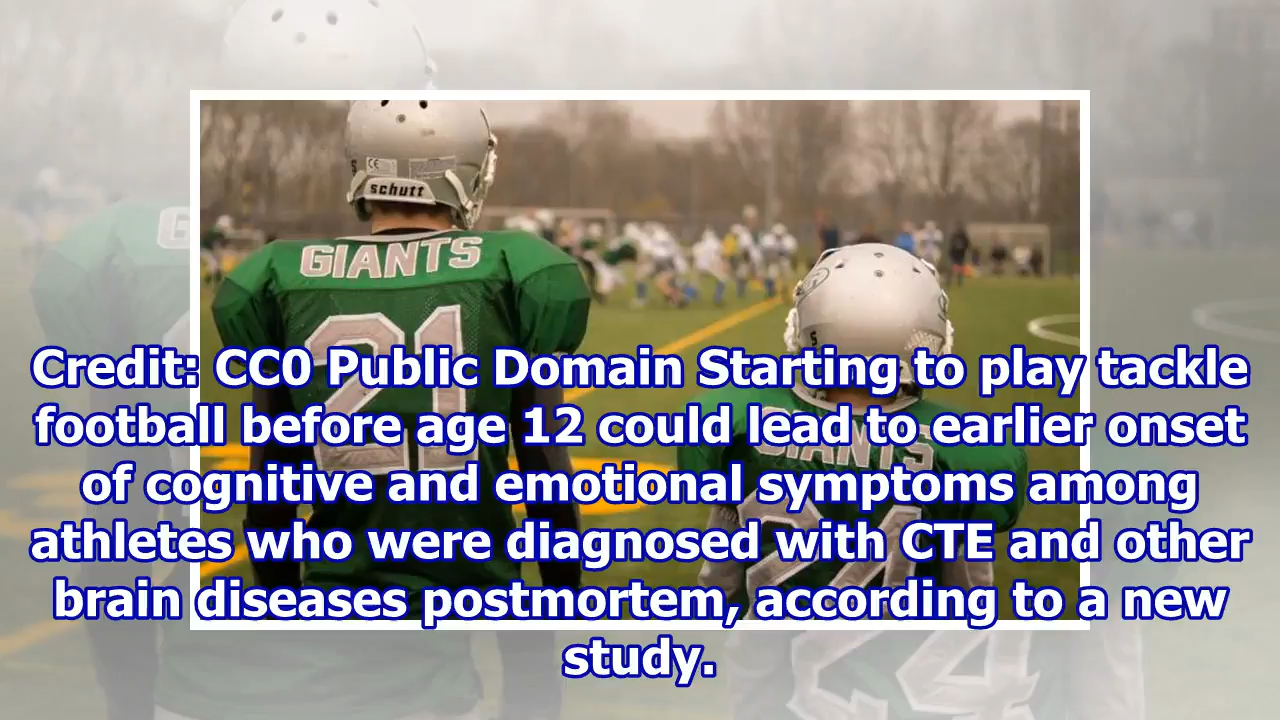 schutt
GIANTS
21
GIANTS
24
Credit: CC0 Public Domain Starting to play tackle
football before age 12 could lead to earlier onset
of cognitive and emotional symptoms among
athletes who were diagnosed with CTE and other
brain diseases postmortem, according to a new
study.